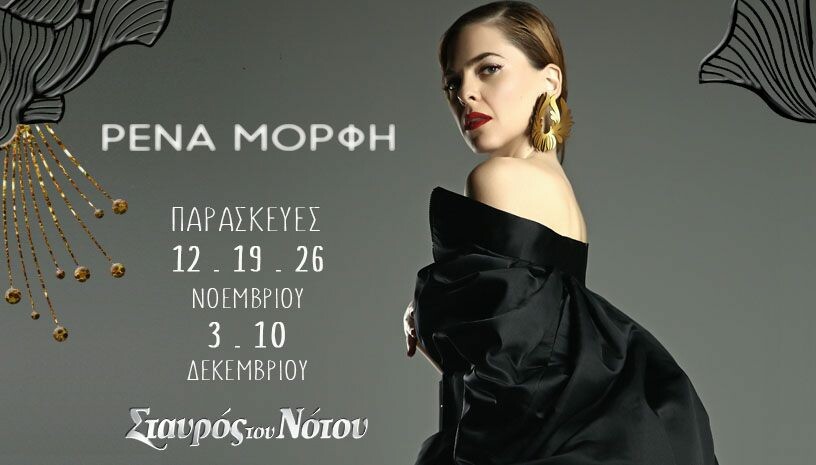 ΡΕΝΑ ΜΟΡΦΗ
ΠΑΡΑΣΚΕΥΕΣ
12 . 19 . 26
ΝΟΕΜΒΡΙΟΥ
3 . 10
ΔΕΚΕΜΒΡΙΟΥ
Σταυρός του Νότου